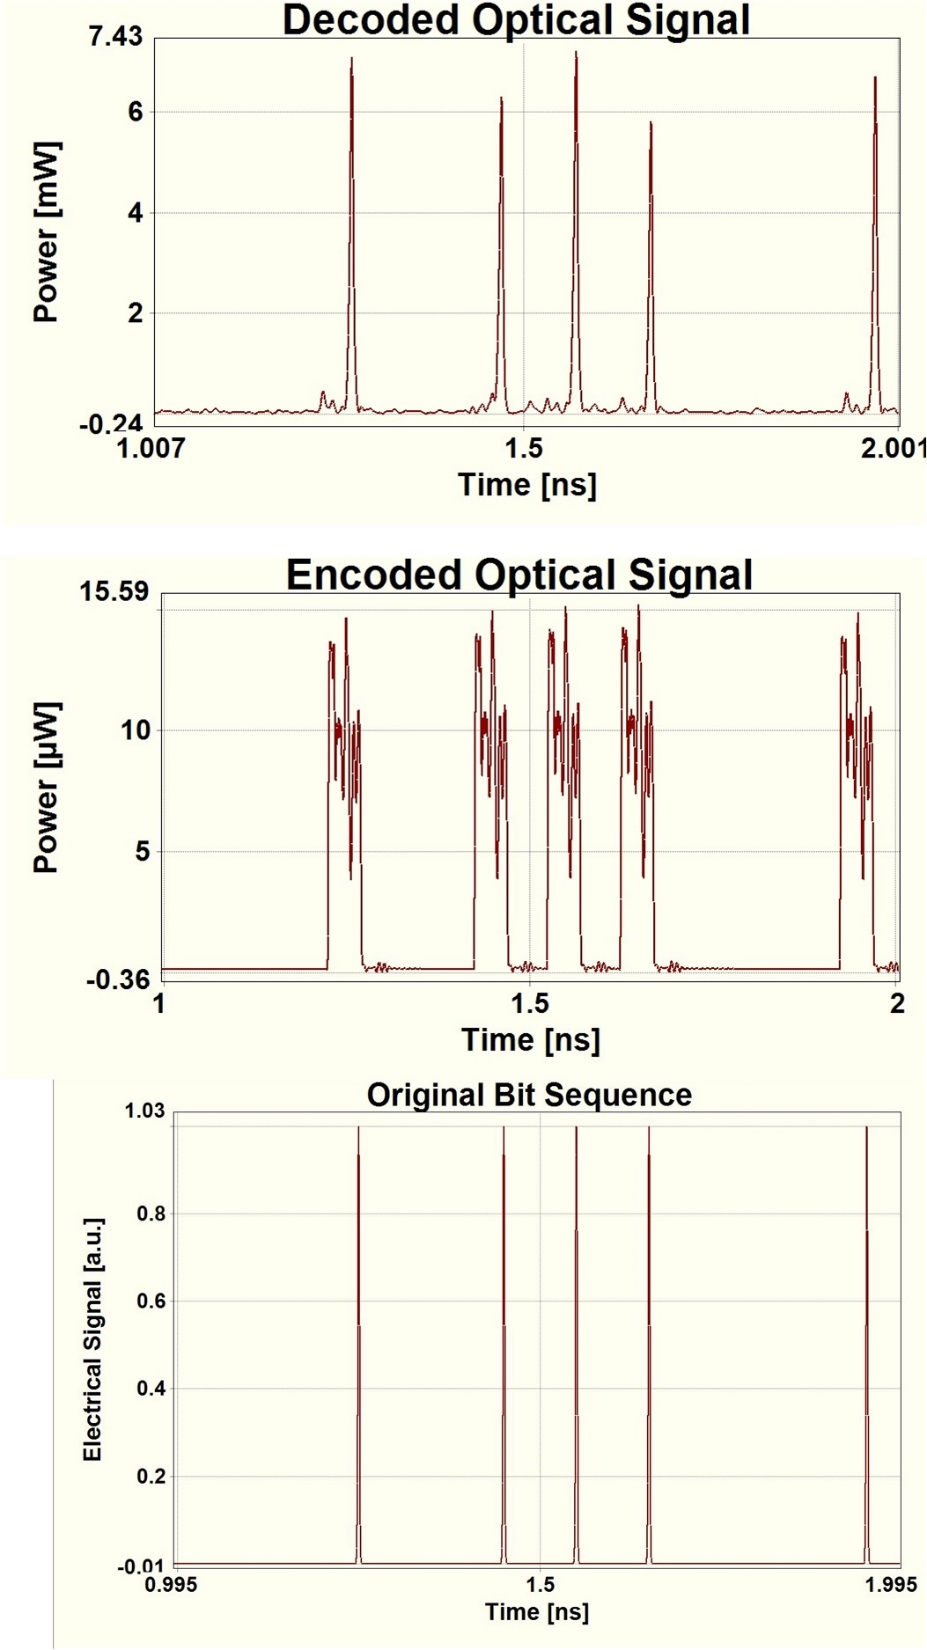 Decoded Optical Signal
7.43
6
4
2
-0.24
Power [mW]
1.007 1.5 2.001
Time [ns]
Encoded Optical Signal
15.59
10
5
-0.36
Power [µW]
1 1.5 2
Time [ns]
Original Bit Sequence
1.03
0.8
0.6
0.4
0.2
-0.01
Electrical Signal [a.u.]
0.995 1.5 1.995
Time [ns]